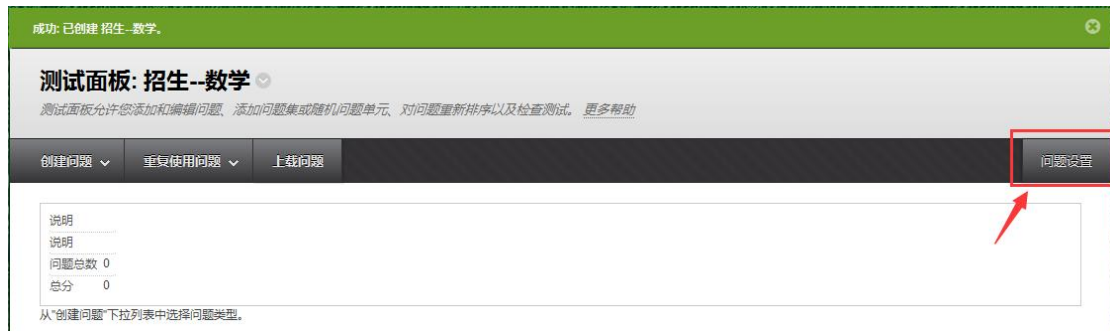 成功: 已创建 招生--数学。
测试面板: 招生--数学
测试面板允许您添加和编辑问题、添加问题集或随机问题单元、对问题重新排序以及检查测试。 更多帮助
创建问题 重复使用问题 上载问题 问题设置
说明
说明
问题总数 0
总分 0
从"创建问题"下拉列表中选择问题类型。